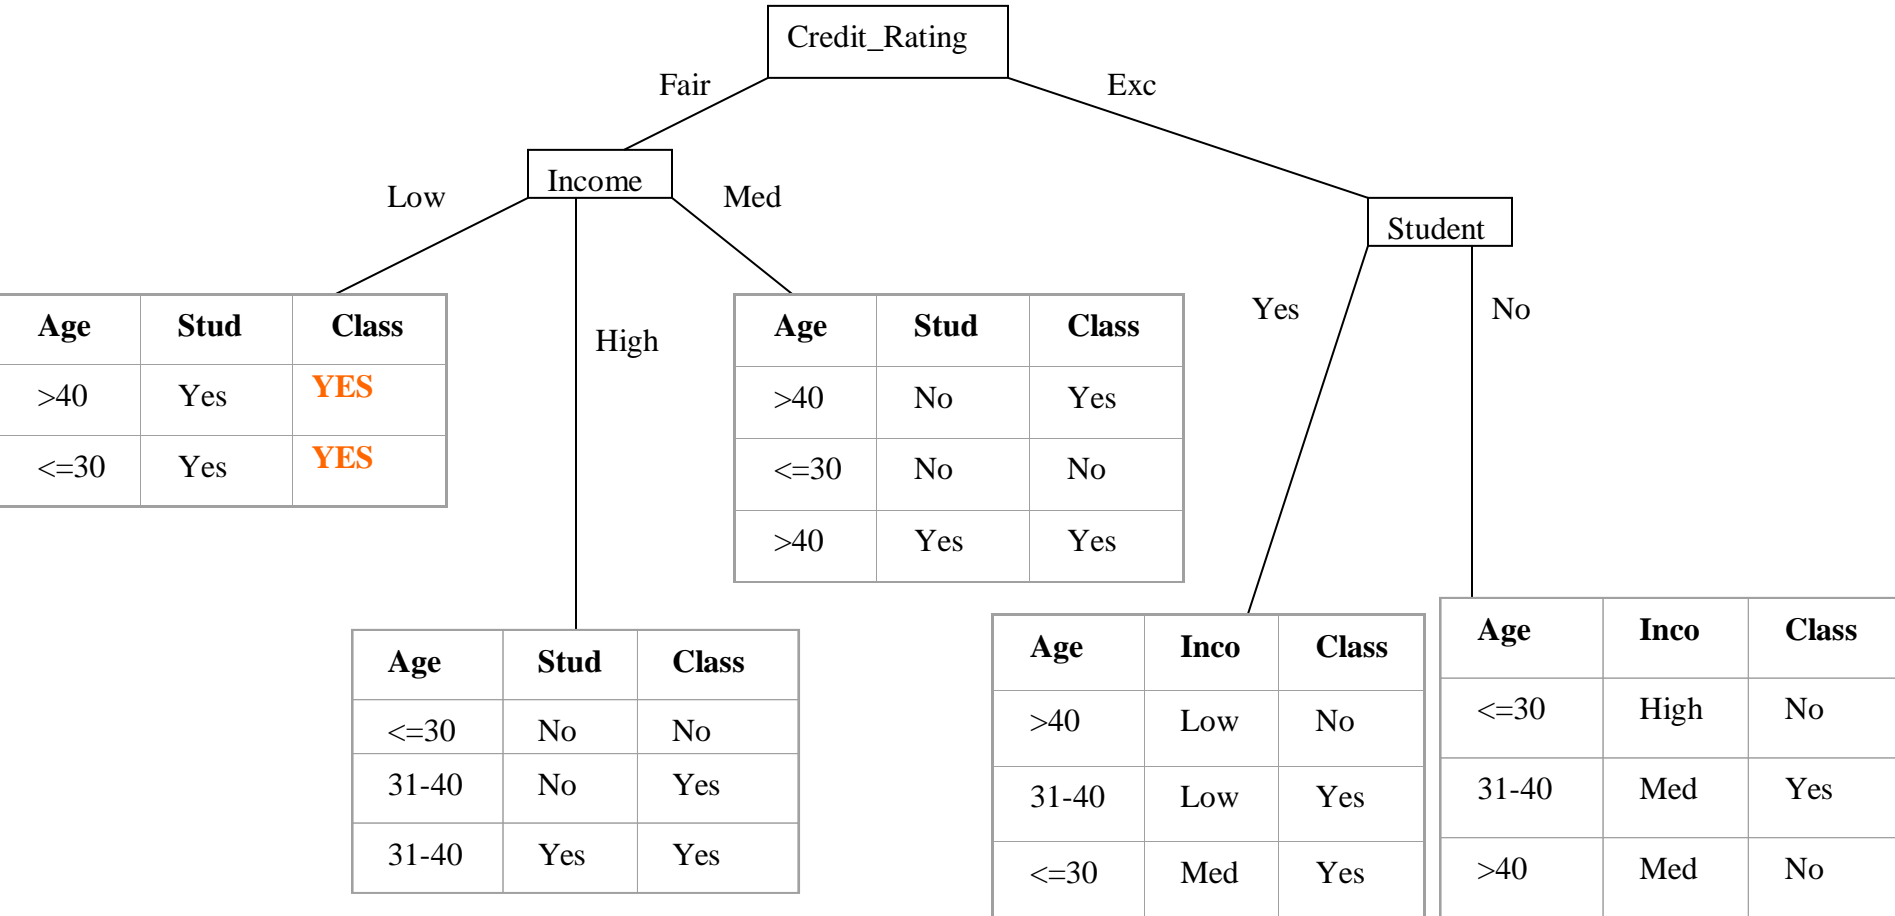 Credit_Rating
Fair
Exc
Income
Low
Med
Student
Age Stud Class
>40 Yes YES
<=30 Yes YES
High
Age Stud Class
>40 No Yes
<=30 No No
>40 Yes Yes
Yes
No
Age Stud Class
<=30 No No
31-40 No Yes
31-40 Yes Yes
Age Inco Class
>40 Low No
31-40 Low Yes
<=30 Med Yes
Age Inco Class
<=30 High No
31-40 Med Yes
>40 Med No